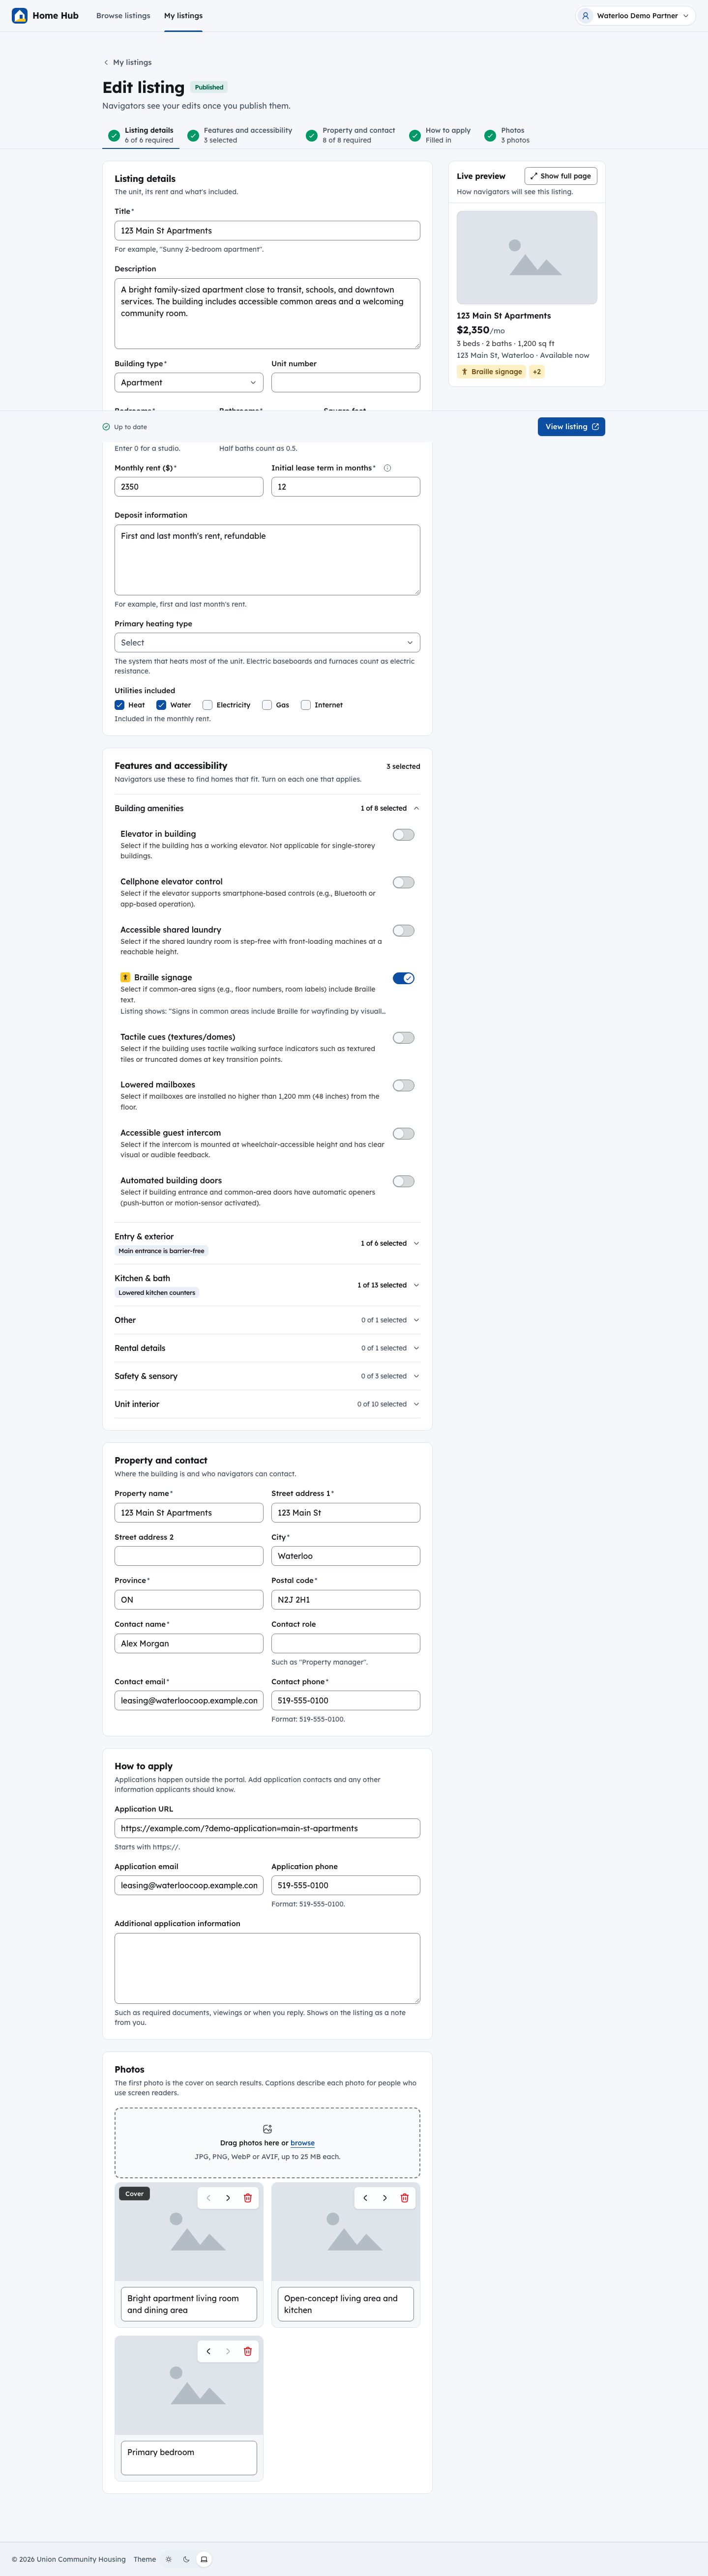 Home Hub
Browse listings
My listings
Waterloo Demo Partner
My listings
Edit listing
Published
Navigators see your edits once you publish them.
Listing details
6 of 6 required
Features and accessibility
3 selected
Property and contact
8 of 8 required
How to apply
Filled in
Photos
3 photos
Listing details
The unit, its rent and what's included.
Title*
123 Main St Apartments
For example, "Sunny 2-bedroom apartment".
Description
A bright family-sized apartment close to transit, schools, and downtown
services. The building includes accessible common areas and a welcoming
community room.
Building type*
Unit number
Apartment
Live preview
Show full page
How navigators will see this listing.
123 Main St Apartments
$2,350/mo
3 beds · 2 baths · 1,200 sq ft
123 Main St, Waterloo · Available now
Braille signage
+2
Up to date
View listing
Enter 0 for a studio.
Half baths count as 0.5.
Monthly rent ($)*
Initial lease term in months*
2350
12
Deposit information
First and last month's rent, refundable
For example, first and last month's rent.
Primary heating type
Select
The system that heats most of the unit. Electric baseboards and furnaces count as electric
resistance.
Utilities included
Heat
Water
Electricity
Gas
Internet
Included in the monthly rent.
Features and accessibility
3 selected
Navigators use these to find homes that fit. Turn on each one that applies.
Building amenities
1 of 8 selected
Elevator in building
Select if the building has a working elevator. Not applicable for single-storey
buildings.
Cellphone elevator control
Select if the elevator supports smartphone-based controls (e.g., Bluetooth or
app-based operation).
Accessible shared laundry
Select if the shared laundry room is step-free with front-loading machines at a
reachable height.
Braille signage
Select if common-area signs (e.g., floor numbers, room labels) include Braille
text.
Listing shows: "Signs in common areas include Braille for wayfinding by visuall...
Tactile cues (textures/domes)
Select if the building uses tactile walking surface indicators such as textured
tiles or truncated domes at key transition points.
Lowered mailboxes
Select if mailboxes are installed no higher than 1,200 mm (48 inches) from the
floor.
Accessible guest intercom
Select if the intercom is mounted at wheelchair-accessible height and has clear
visual or audible feedback.
Automated building doors
Select if building entrance and common-area doors have automatic openers
(push-button or motion-sensor activated).
Entry & exterior
Main entrance is barrier-free
1 of 6 selected
Kitchen & bath
Lowered kitchen counters
1 of 13 selected
Other
0 of 1 selected
Rental details
0 of 1 selected
Safety & sensory
0 of 3 selected
Unit interior
0 of 10 selected
Property and contact
Where the building is and who navigators can contact.
Property name*
Street address 1*
123 Main St Apartments
123 Main St
Street address 2
City*
Waterloo
Province*
Postal code*
ON
N2J 2H1
Contact name*
Contact role
Alex Morgan
Such as "Property manager".
Contact email*
Contact phone*
leasing@waterloocoop.example.con
519-555-0100
Format: 519-555-0100.
How to apply
Applications happen outside the portal. Add application contacts and any other
information applicants should know.
Application URL
https://example.com/?demo-application=main-st-apartments
Starts with https://.
Application email
Application phone
leasing@waterloocoop.example.con
519-555-0100
Format: 519-555-0100.
Additional application information
Such as required documents, viewings or when you reply. Shows on the listing as a note
from you.
Photos
The first photo is the cover on search results. Captions describe each photo for people who
use screen readers.
Drag photos here or browse
JPG, PNG, WebP or AVIF, up to 25 MB each.
Cover
Bright apartment living room
and dining area
Open-concept living area and
kitchen
Primary bedroom
© 2026 Union Community Housing
Theme